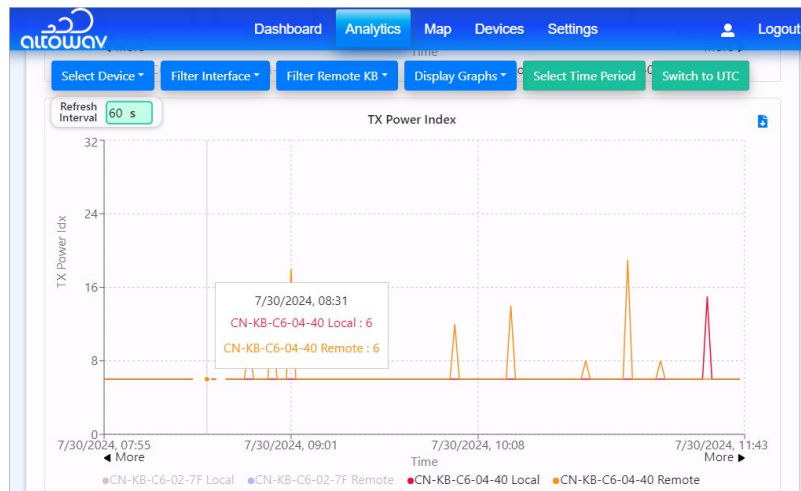 altowav
Dashboard Analytics Map Devices Settings Logout
Time
Select Device Filter Interface Filter Remote KB Display Graphs Select Time Period Switch to UTC
Refresh
Interval 60 s
TX Power Index
32
24
TX Power Idx
16
7/30/2024, 08:31
CN-KB-C6-04-40 Local : 6
CN-KB-C6-04-40 Remote : 6
8
0
7/30/2024, 07:55 7/30/2024, 09:01 7/30/2024, 10:08 7/30/2024, 11:43
◀ More Time More ▶
CN-KB-C6-02-7F Local CN-KB-C6-02-7F Remote CN-KB-C6-04-40 Local CN-KB-C6-04-40 Remote